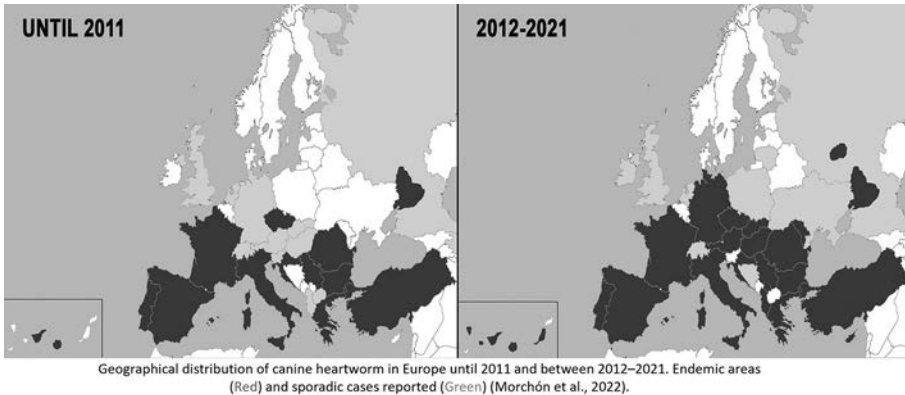 UNTIL 2011
2012-2021
Geographical distribution of canine heartworm in Europe until 2011 and between 2012–2021. Endemic areas
(Red) and sporadic cases reported (Green) (Morchón et al., 2022).